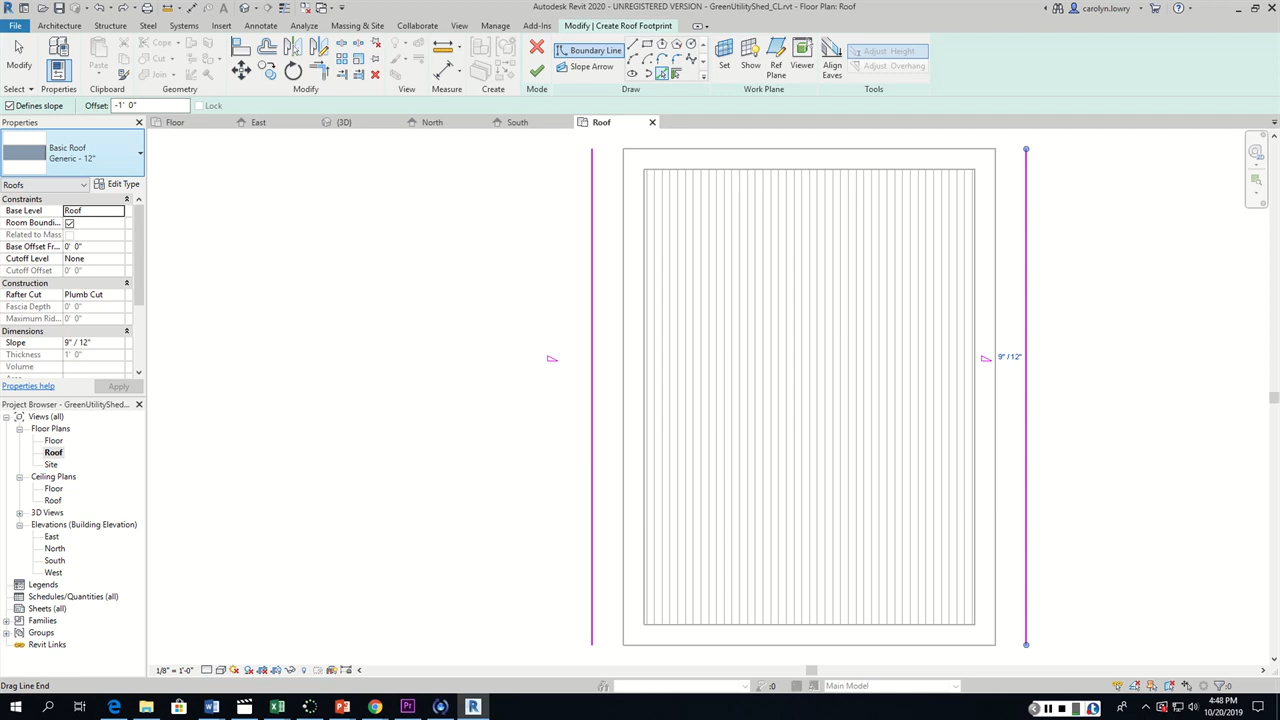 Autodesk Revit 2020 - UNREGISTERED VERSION - GreenUtilityShed_CL.rvt - Floor Plan: Roof
carolyn.lowry
File Architecture Structure Steel Systems Insert Annotate Analyze Massing & Site Collaborate View Manage Add-Ins Modify | Create Roof Footprint
Modify Paste Cope Cut Join Boundary Line Slope Arrow Set Show Ref Plane Viewer Align Eaves Adjust Height Adjust Overhang
Select Properties Clipboard Geometry Modify View Measure Create Mode Draw Work Plane Tools
Defines slope Offset: -1' 0" Lock
Properties
Floor East {3D} North South Roof
Basic Roof
Generic - 12"
Roofs Edit Type
Constraints
Base Level Roof
Room Boundi...
Related to Mass
Base Offset Fr... 0' 0"
Cutoff Level None
Cutoff Offset 0' 0"
Construction
Rafter Cut Plumb Cut
Fascia Depth 0' 0"
Maximum Rid... 0' 0"
Dimensions
Slope 9" / 12"
Thickness 1' 0"
Volume
Properties help Apply
9" / 12"
Project Browser - GreenUtilityShed...
Views (all)
Floor Plans
Floor
Roof
Site
Ceiling Plans
Floor
Roof
3D Views
Elevations (Building Elevation)
East
North
South
West
Legends
Schedules/Quantities (all)
Sheets (all)
Families
Groups
Revit Links
1/8" = 1'-0"
Drag Line End :0 Main Model :0
4:48 PM
10/20/2019